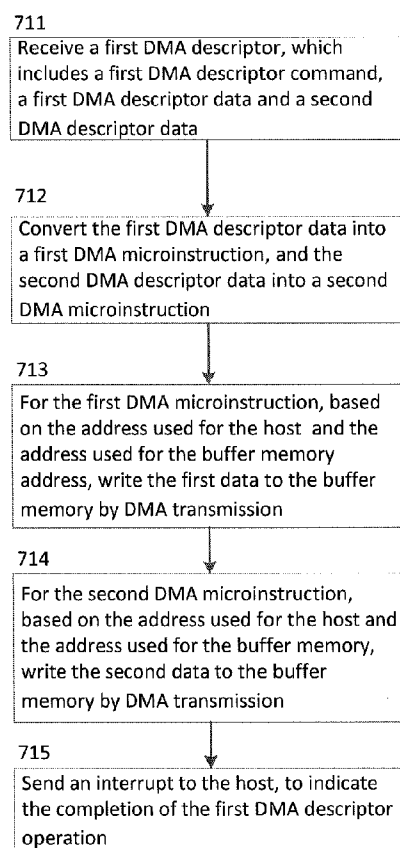 711
Receive a first DMA descriptor, which
includes a first DMA descriptor command,
a first DMA descriptor data and a second
DMA descriptor data
712
Convert the first DMA descriptor data into
a first DMA microinstruction, and the
second DMA descriptor data into a second
DMA microinstruction
713
For the first DMA microinstruction, based
on the address used for the host and the
address used for the buffer memory
address, write the first data to the buffer
memory by DMA transmission
714
For the second DMA microinstruction,
based on the address used for the host and
the address used for the buffer memory,
write the second data to the buffer
memory by DMA transmission
715
Send an interrupt to the host, to indicate
the completion of the first DMA descriptor
operation